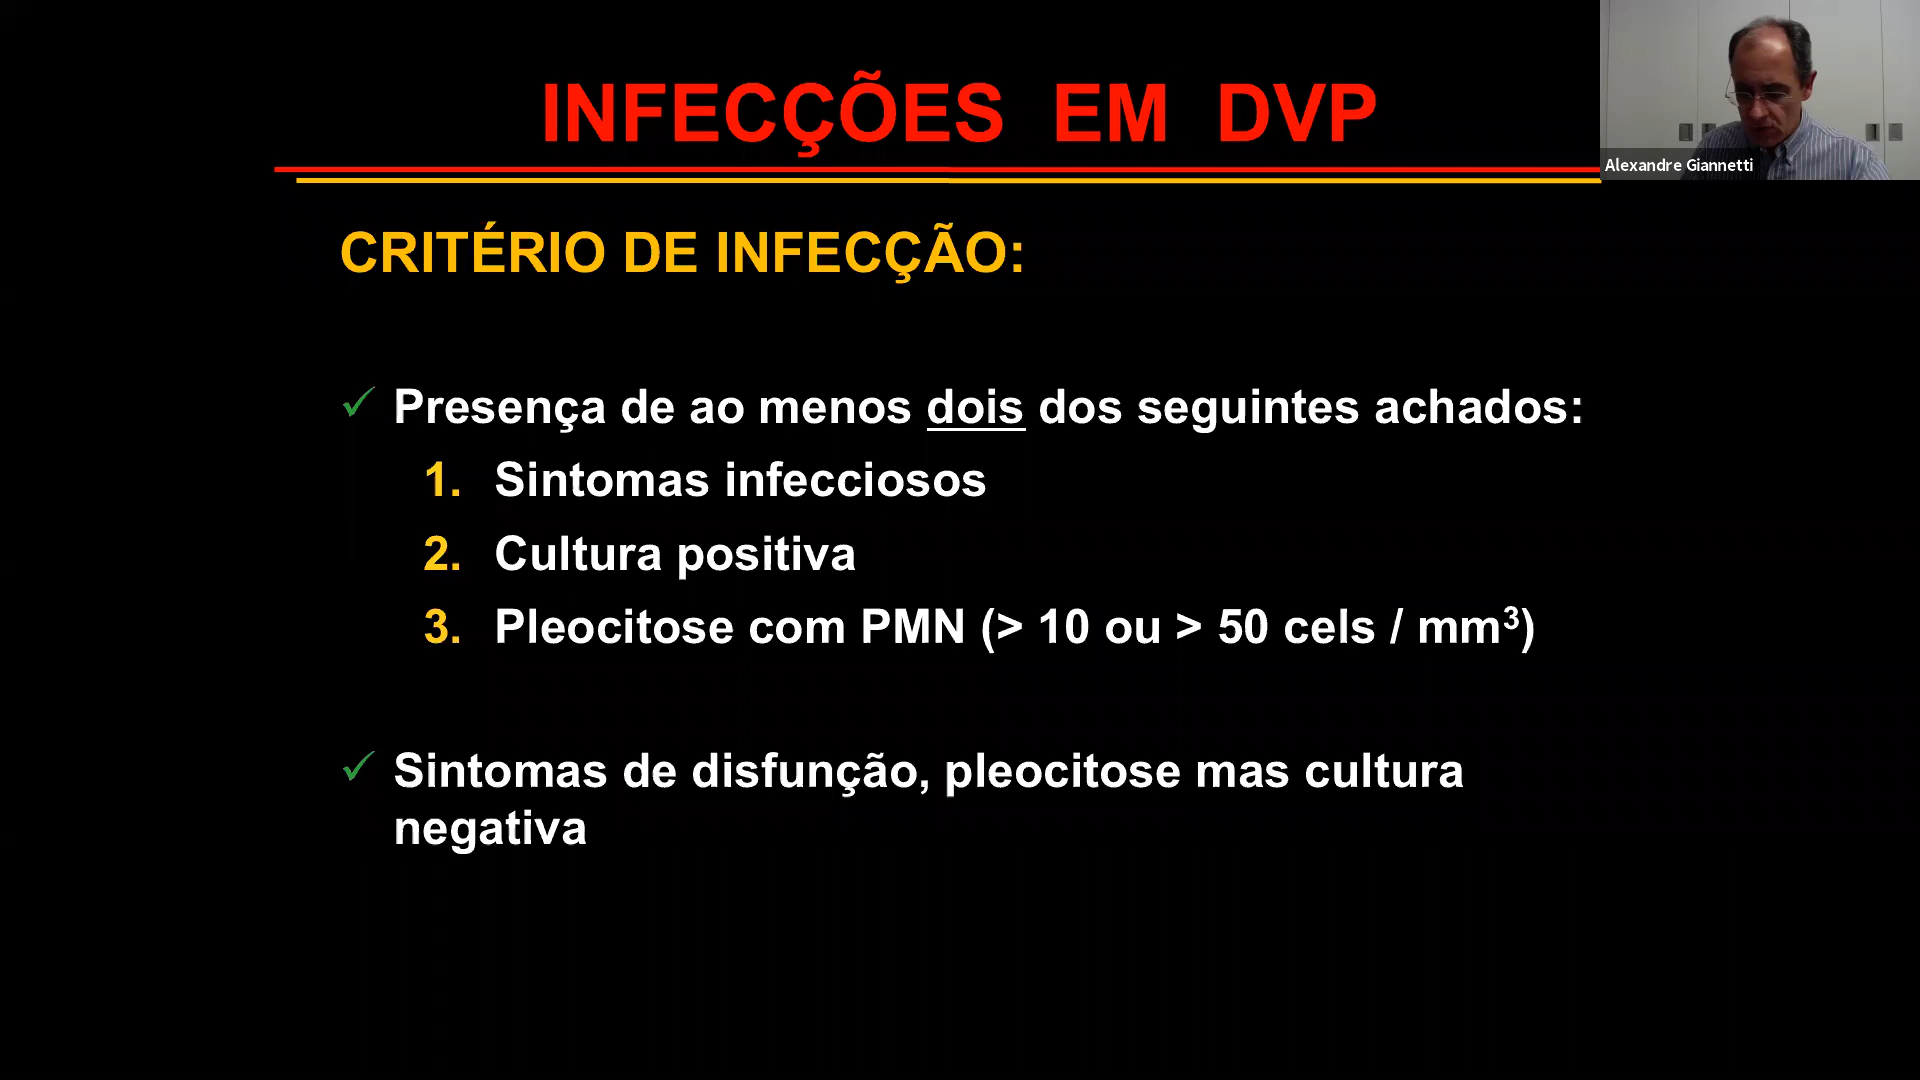 INFECÇÕES EM DVP
Alexandre Giannetti
CRITÉRIO DE INFECÇÃO:
✓ Presença de ao menos dois dos seguintes achados:
1. Sintomas infecciosos
2. Cultura positiva
3. Pleocitose com PMN (> 10 ou > 50 cels / mm³)
✓ Sintomas de disfunção, pleocitose mas cultura
negativa